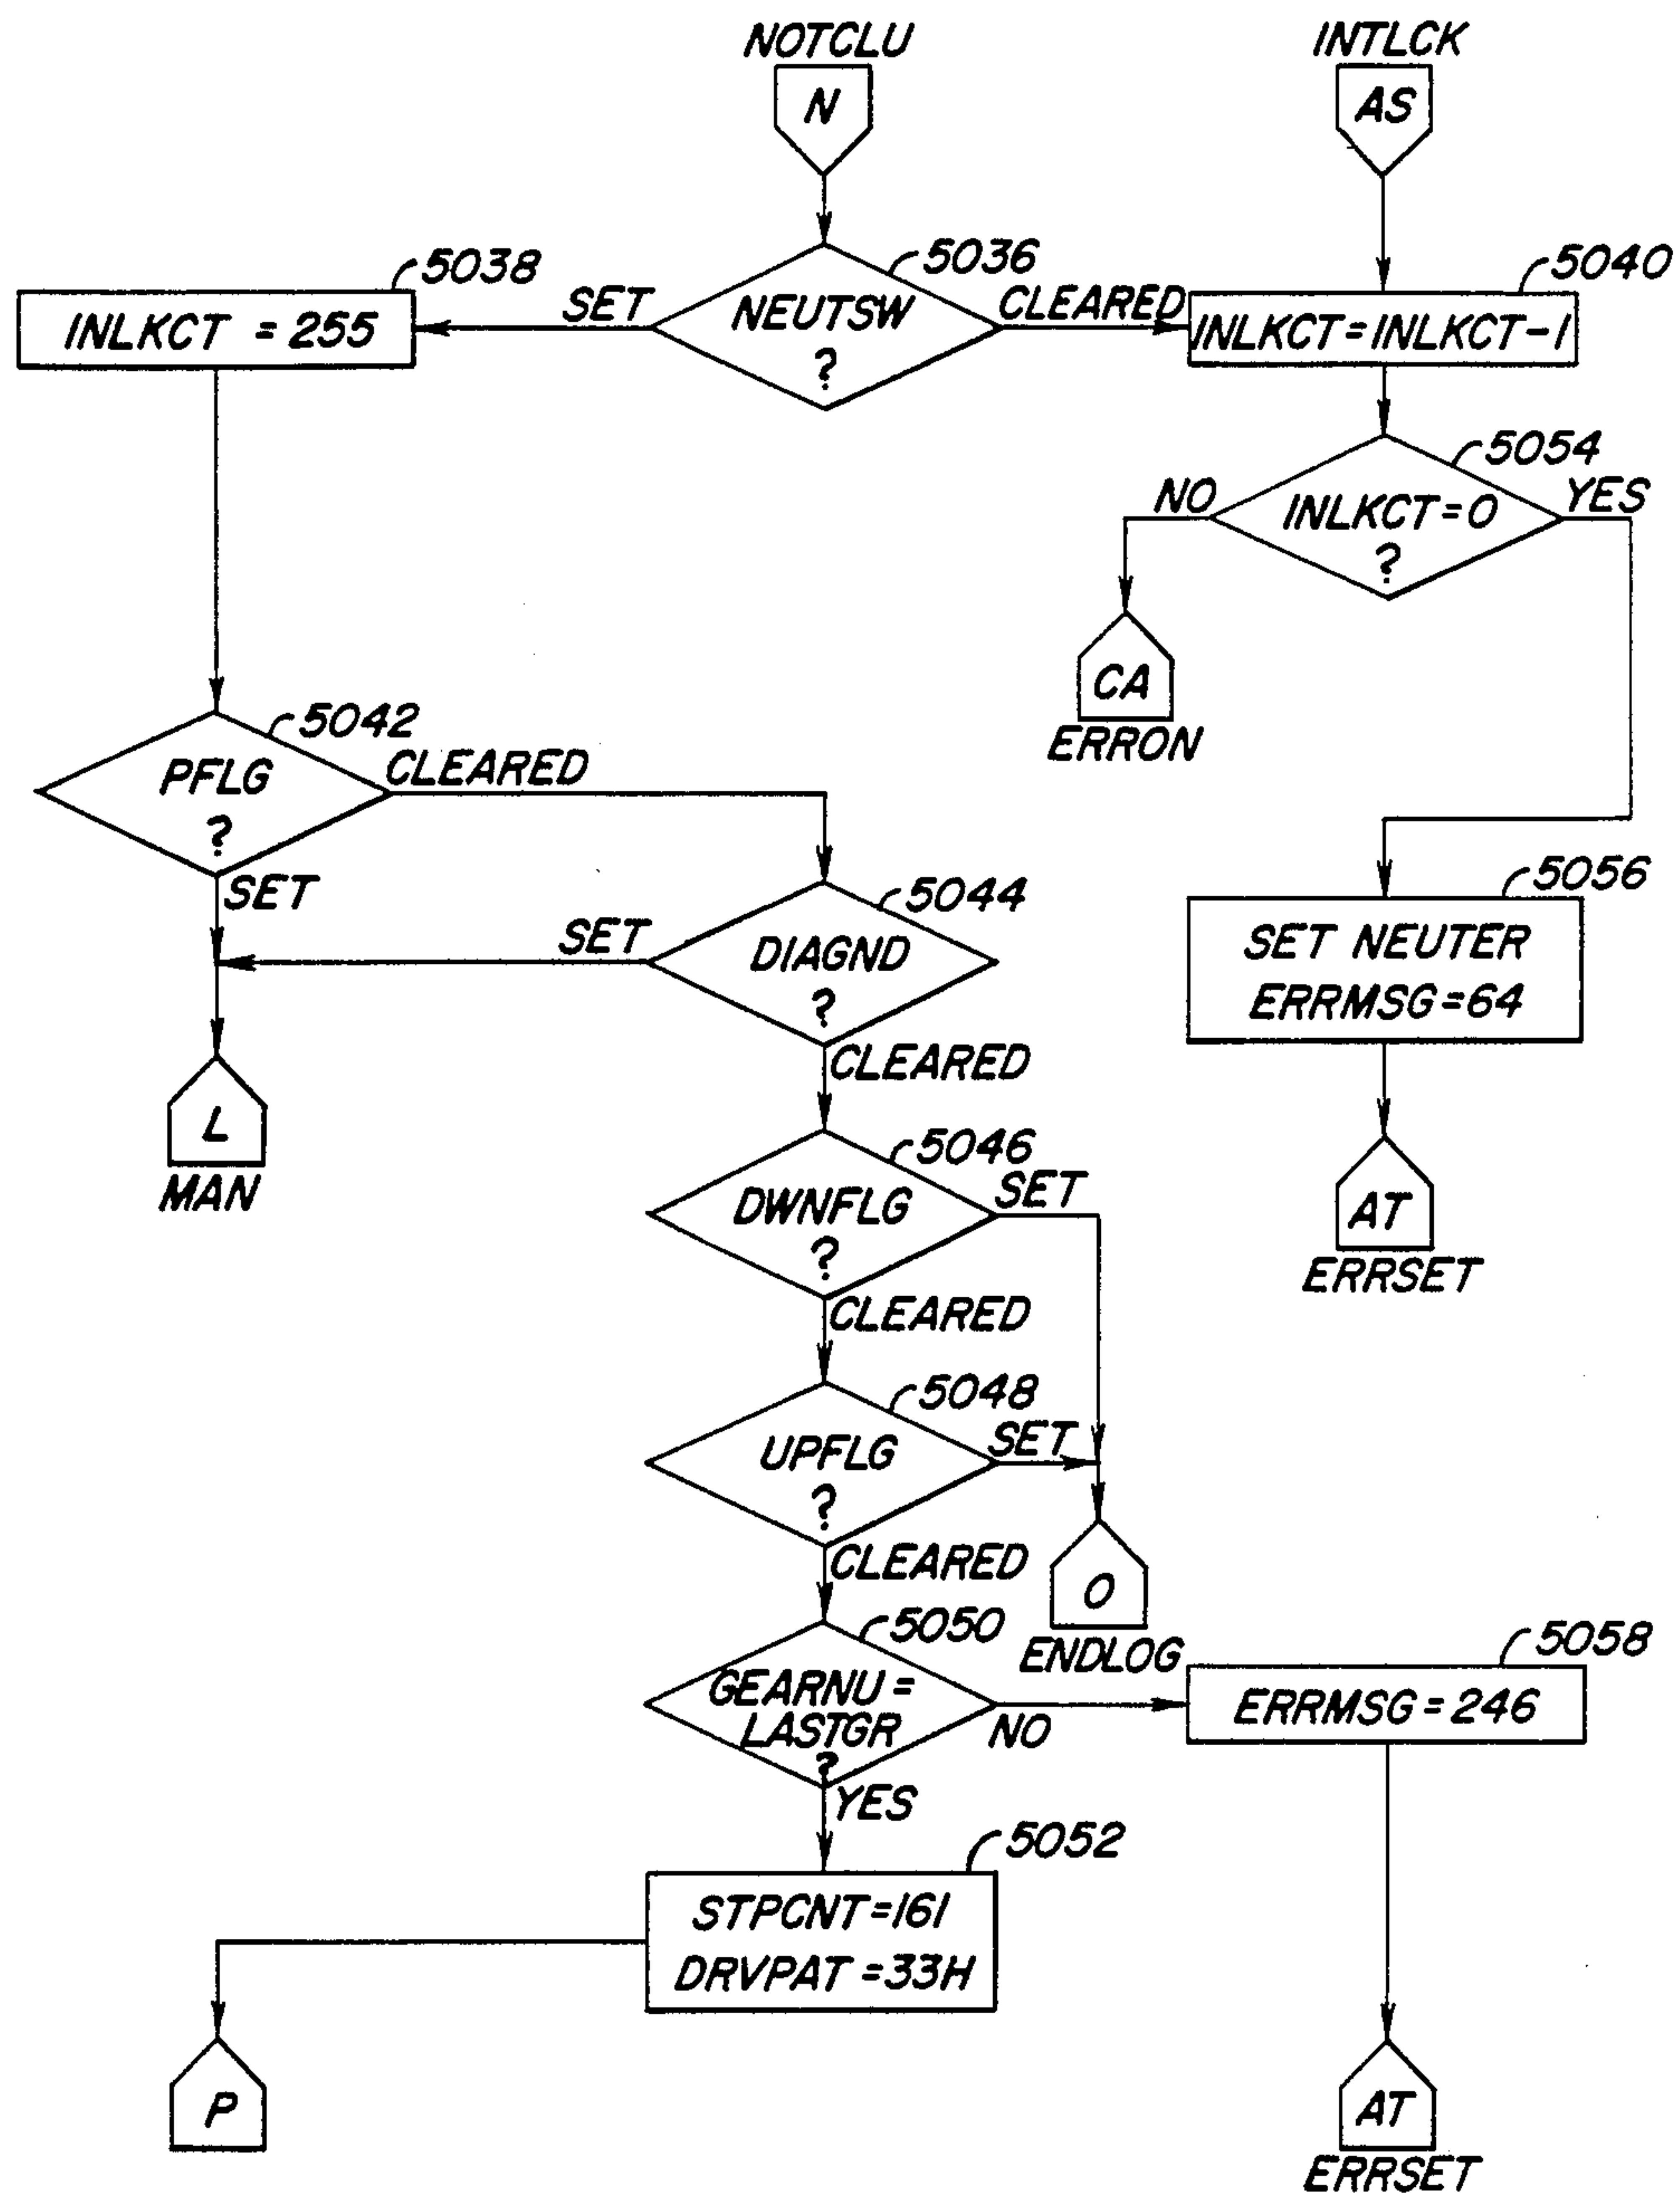 NOTCLU
N
INTLCK
AS
5036
NEUTSW
?
SET
CLEARED
5038
INLKCT = 255
5040
INLKCT=INLKCT-1
5054
INLKCT=0
?
NO
YES
CA
ERRON
5042
PFLG
?
CLEARED
SET
5044
DIAGND
?
SET
CLEARED
L
MAN
5056
SET NEUTER
ERRMSG=64
AT
ERRSET
5046
DWNFLG
?
SET
CLEARED
5048
UPFLG
?
SET
CLEARED
O
ENDLOG
5050
GEARNU=
LASTGR
?
NO
YES
5058
ERRMSG=246
5052
STPCNT=161
DRVPAT=33H
P
AT
ERRSET